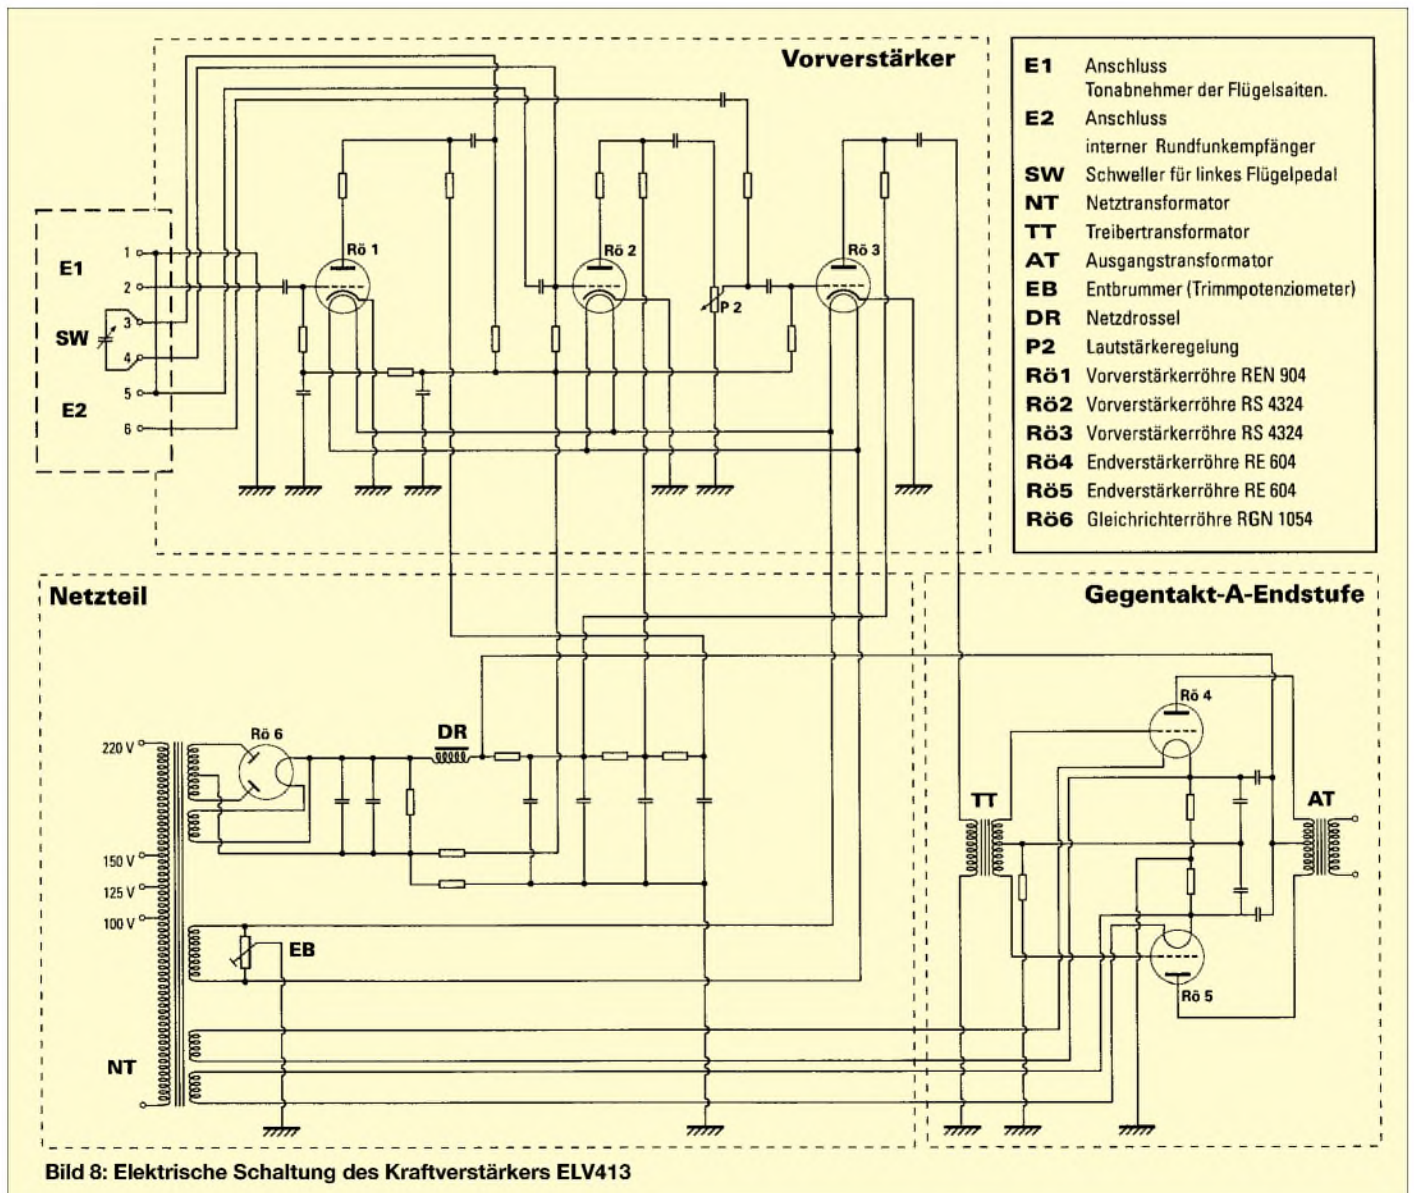 Vorverstärker
E1 Anschluss
Tonabnehmer der Flügelsaiten.
E2 Anschluss
interner Rundfunkempfänger
SW Schweller für linkes Flügelpedal
NT Netztransformator
TT Treibertransformator
AT Ausgangstransformator
EB Entbrummer (Trimmpotenziometer)
DR Netzdrossel
P2 Lautstärkeregelung
Rö1 Vorverstärkerröhre REN 904
Rö2 Vorverstärkerröhre RS 4324
Rö3 Vorverstärkerröhre RS 4324
Rö4 Endverstärkerröhre RE 604
Rö5 Endverstärkerröhre RE 604
Rö6 Gleichrichterröhre RGN 1054
Rö 1
Rö 2
Rö 3
E1
1
2
SW
3
4
E2
5
6
P 2
Netzteil
Gegentakt-A-Endstufe
Rö 6
DR
220 V
150 V
125 V
100 V
EB
NT
Rö 4
TT
AT
Rö 5
Bild 8: Elektrische Schaltung des Kraftverstärkers ELV413